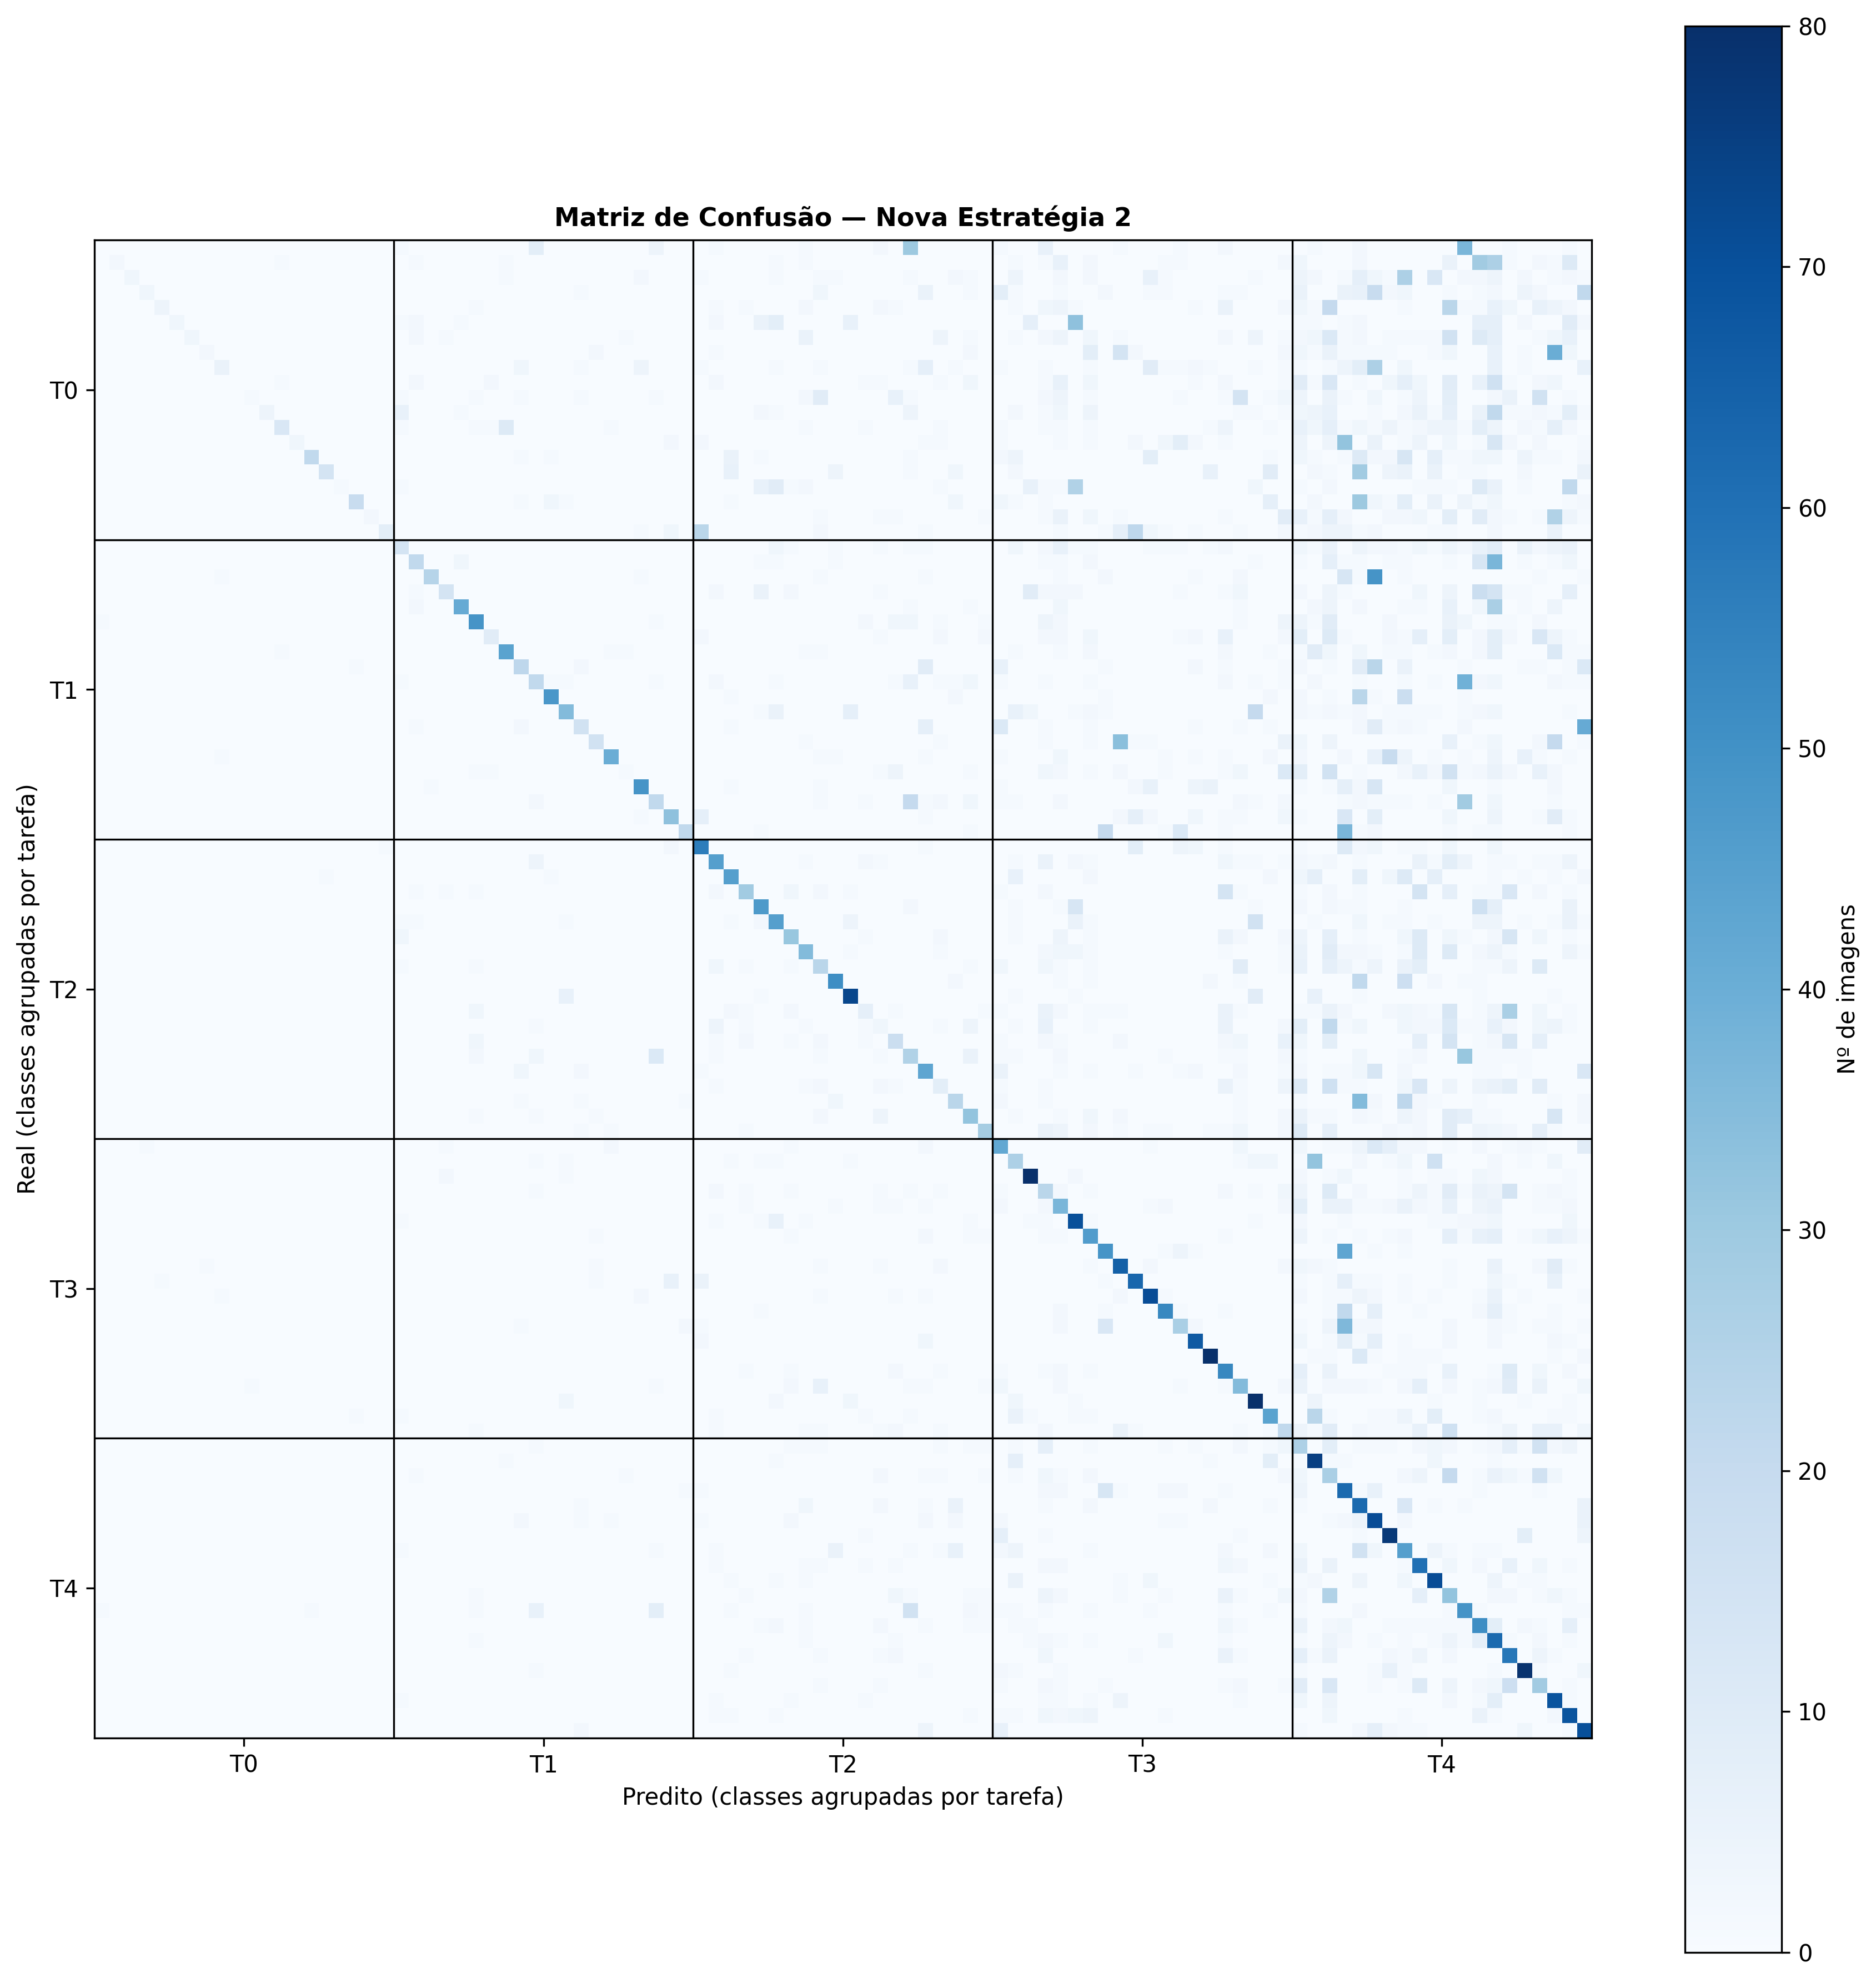 Matriz de Confusão — Nova Estratégia 2
Real (classes agrupadas por tarefa)
T0
T1
T2
T3
T4
T0 T1 T2 T3 T4
Predito (classes agrupadas por tarefa)
80
70
60
50
40
30
20
10
0
Nº de imagens